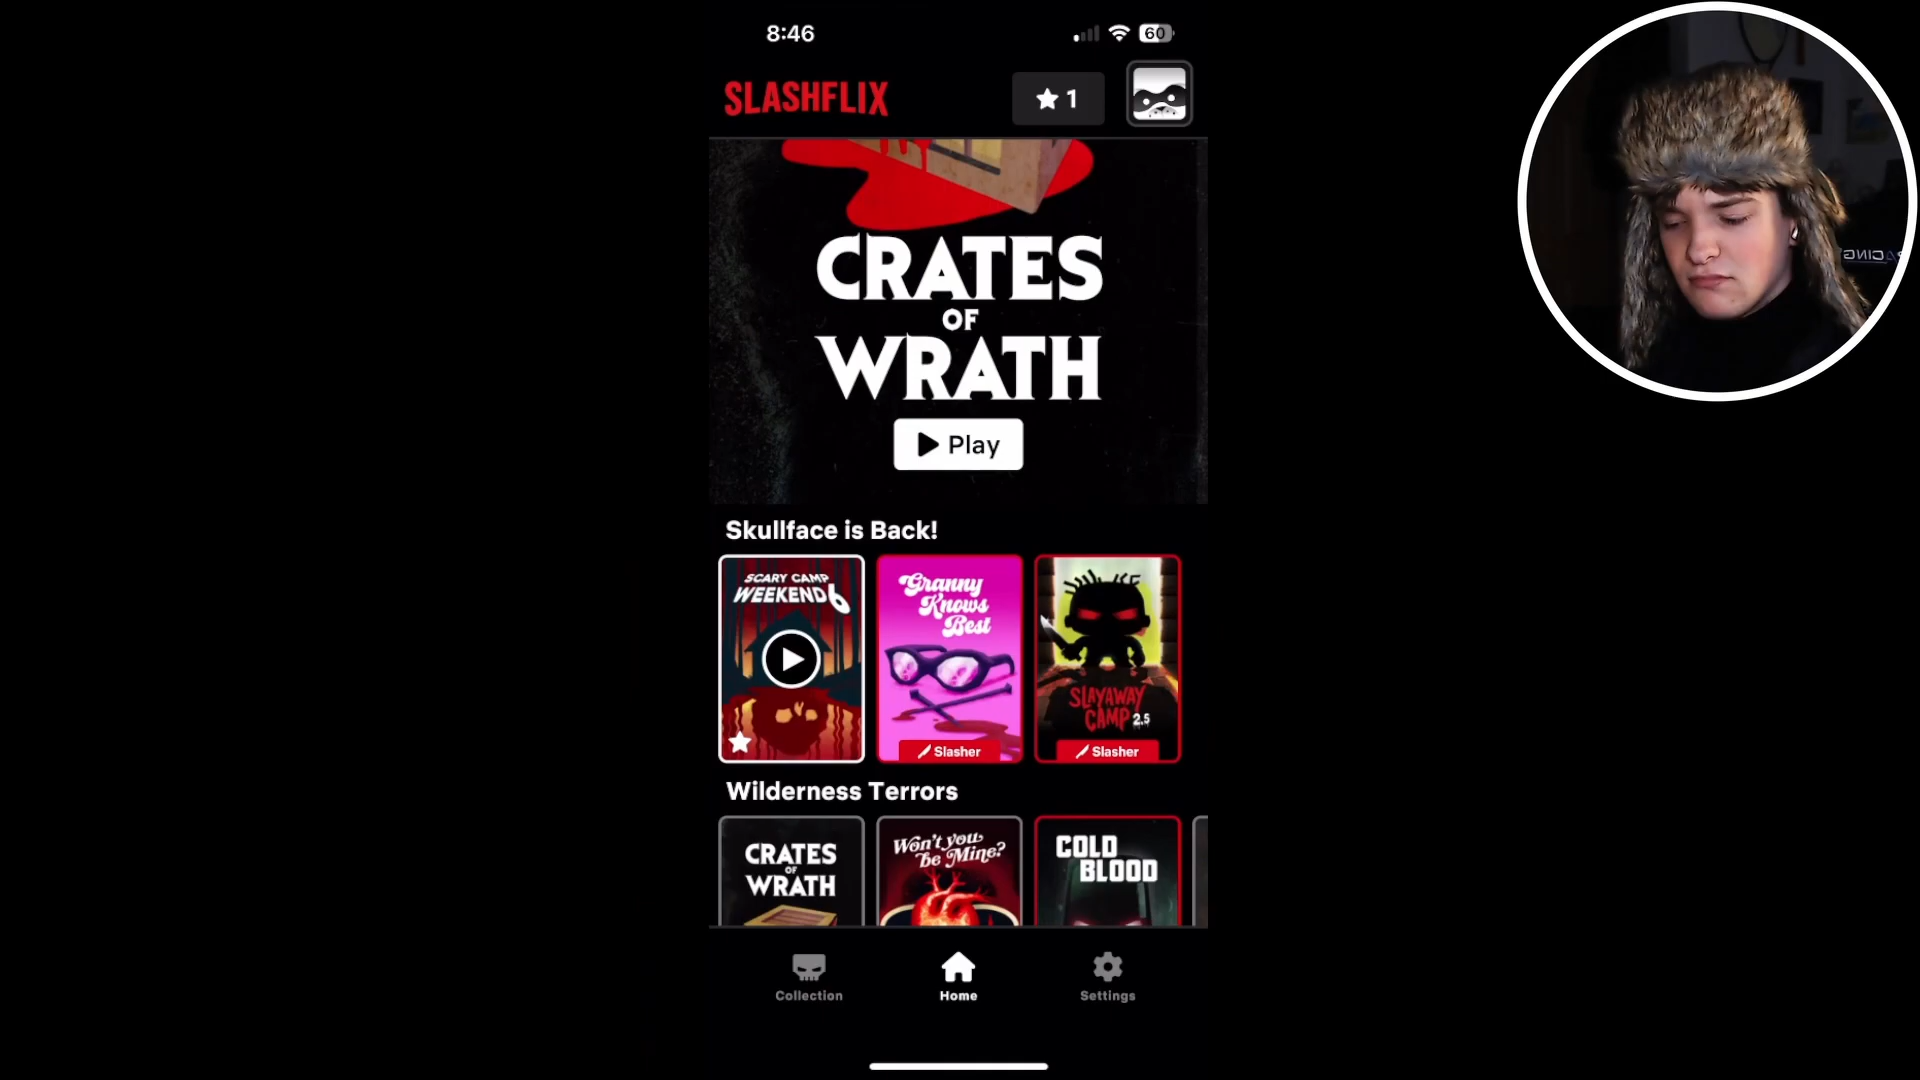 8:46
60
SLASHFLIX
1
CRATES
OF
WRATH
Play
Skullface is Back!
SCARY CAMP
WEEKEND 6
Granny
Knows
Best
Slasher
SLAYAWAY
CAMP 2.5
Slasher
Wilderness Terrors
CRATES
OF
WRATH
Won't you
be Mine?
COLD
BLOOD
Collection
Home
Settings